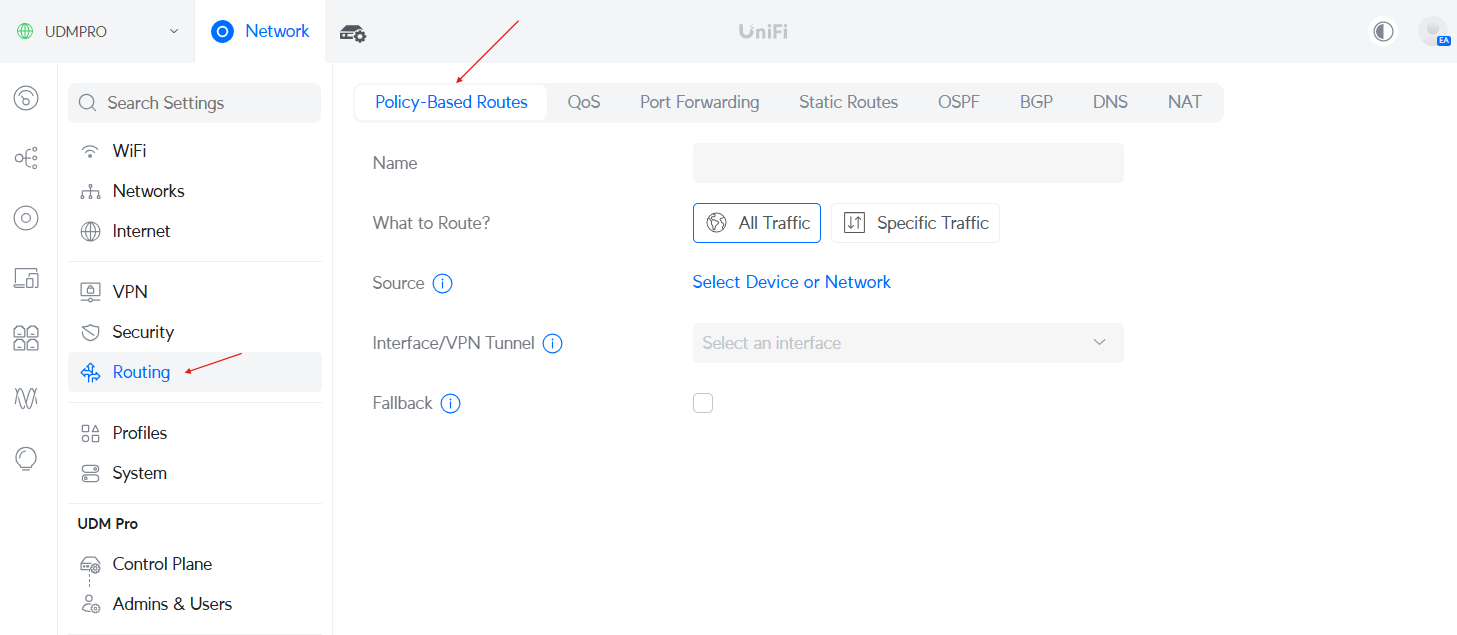 UDMPRO
Network
UniFi
EA
Search Settings
WiFi
Networks
Internet
VPN
Security
Routing
Profiles
System
UDM Pro
Control Plane
Admins & Users
Policy-Based Routes QoS Port Forwarding Static Routes OSPF BGP DNS NAT
Name
What to Route? All Traffic Specific Traffic
Source Select Device or Network
Interface/VPN Tunnel Select an interface
Fallback